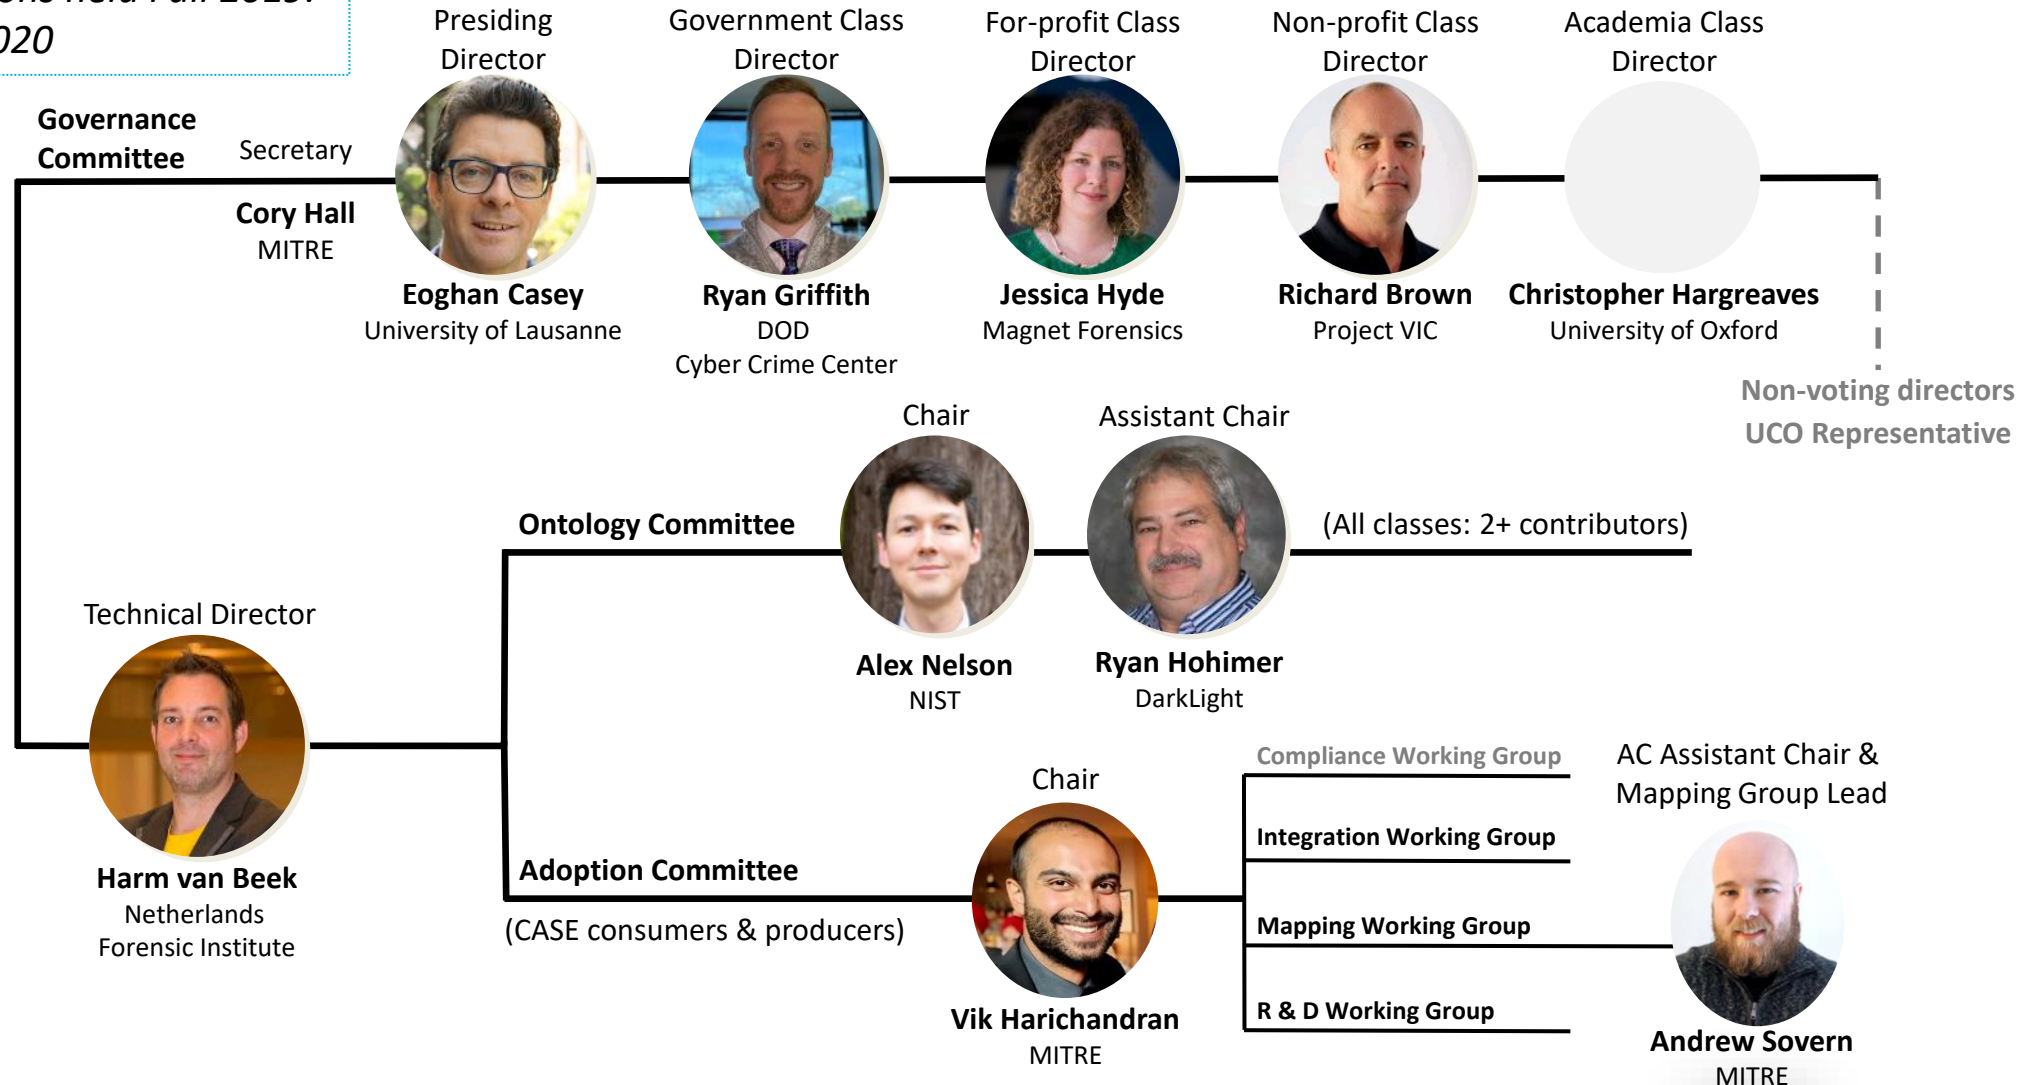 020
Presiding
Director
Government Class
Director
For-profit Class
Director
Non-profit Class
Director
Academia Class
Director
Governance
Committee
Secretary
Cory Hall
MITRE
Eoghan Casey
University of Lausanne
Ryan Griffith
DOD
Cyber Crime Center
Jessica Hyde
Magnet Forensics
Richard Brown
Project VIC
Christopher Hargreaves
University of Oxford
Non-voting directors
UCO Representative
Chair
Assistant Chair
Ontology Committee
(All classes: 2+ contributors)
Alex Nelson
NIST
Ryan Hohimer
DarkLight
Technical Director
Harm van Beek
Netherlands
Forensic Institute
Adoption Committee
(CASE consumers & producers)
Chair
Vik Harichandran
MITRE
Compliance Working Group
Integration Working Group
Mapping Working Group
R & D Working Group
AC Assistant Chair &
Mapping Group Lead
Andrew Sovern
MITRE